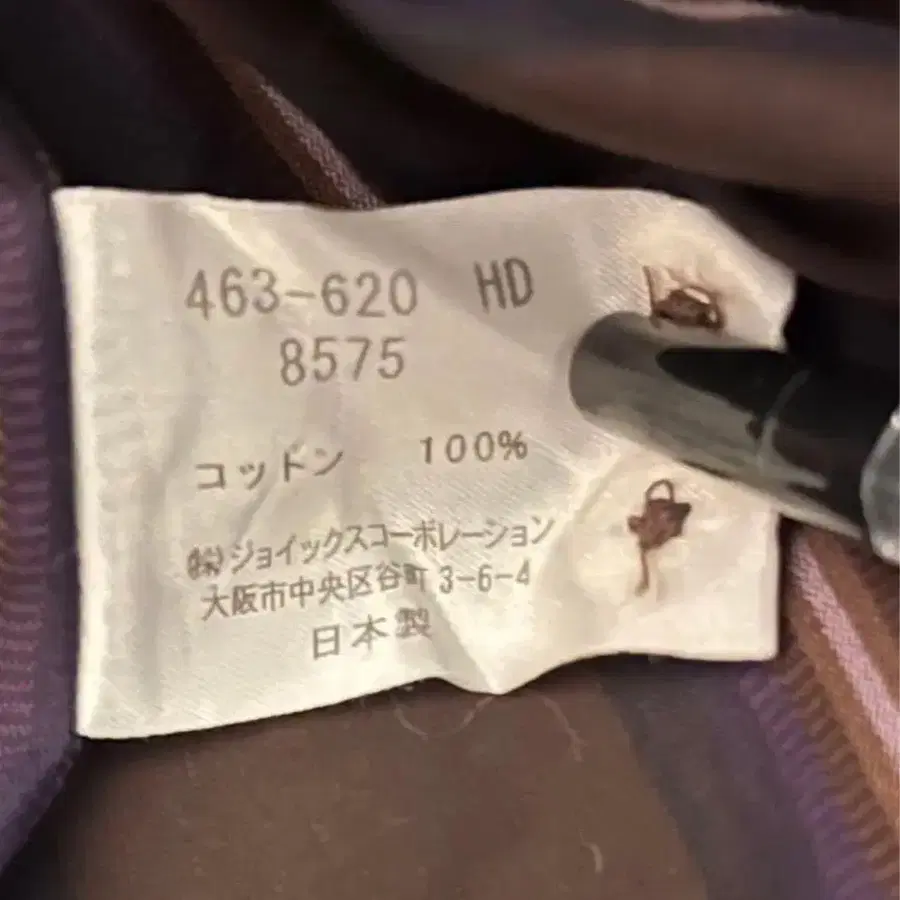 463-620 HD
8575
コットン 100%
㈱ジョイックスコーポレーション
大阪市中央区谷町3-6-4
日本製